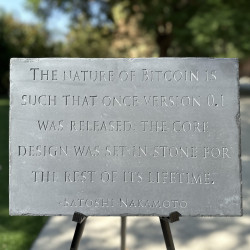 THE NATURE OF BITCOIN IS
SUCH THAT ONCE VERSION 0.1
WAS RELEASED, THE CORE
DESIGN WAS SET IN STONE FOR
THE REST OF ITS LIFETIME.
-SATOSHI NAKAMOTO